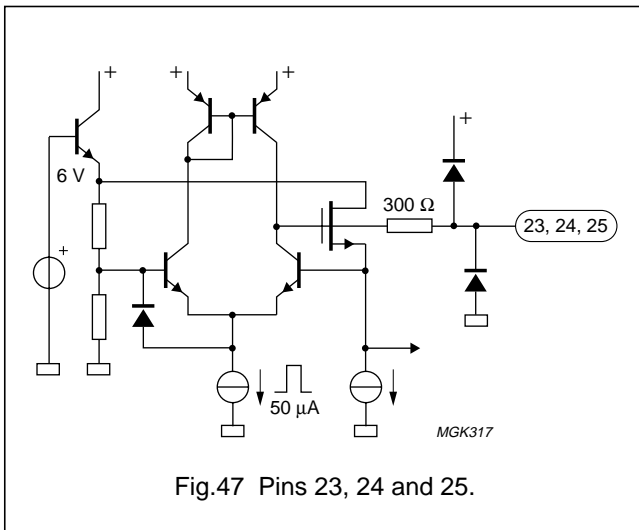 + + +
+
6 V
300 Ω
23, 24, 25
+
50 μA
MGK317
Fig.47 Pins 23, 24 and 25.